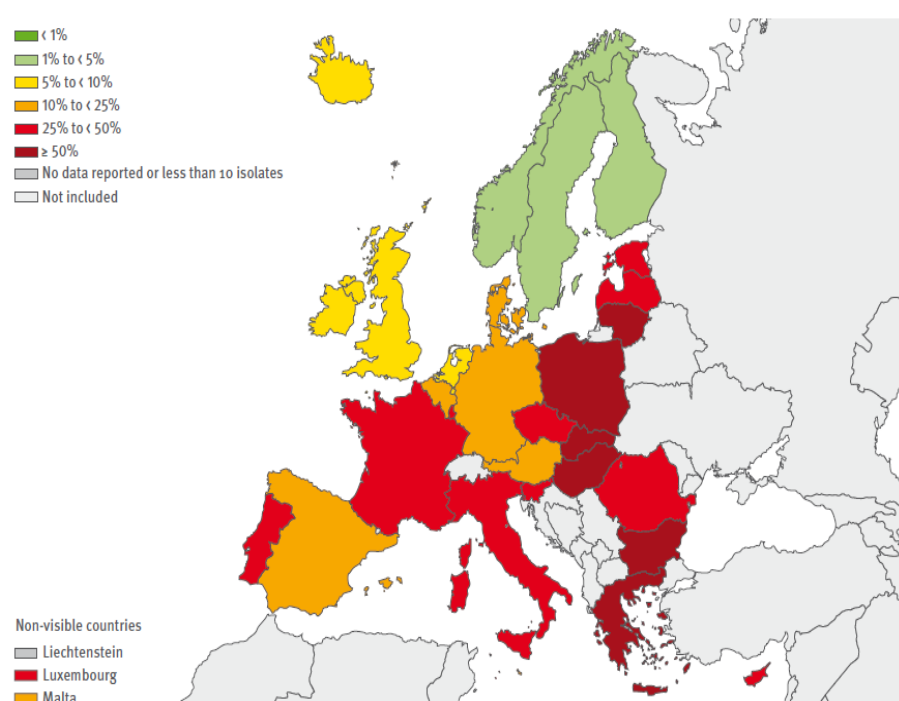 < 1%
1% to < 5%
5% to < 10%
10% to < 25%
25% to < 50%
≥ 50%
No data reported or less than 10 isolates
Not included
Non-visible countries
Liechtenstein
Luxembourg
Malta